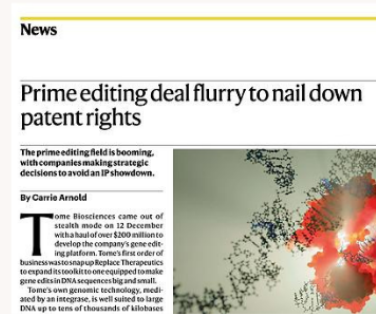 News
Prime editing deal flurry to nail down
patent rights
The prime editing field is booming,
with companies making strategic
decisions to avoid an IP showdown.
By Carrie Arnold
Tome Biosciences came out of
stealth mode on 12 December
with a haul of over $200 million to
develop the company's gene edit-
ing platform. Tome's first order of
business was to snap up Replace Therapeutics
to expand its toolkit to one equipped to make
gene edits in DNA sequences big and small.
Tome's own genomic technology, medi-
ated by an integrase, is well suited to large
DNA up to tens of thousands of kilobases